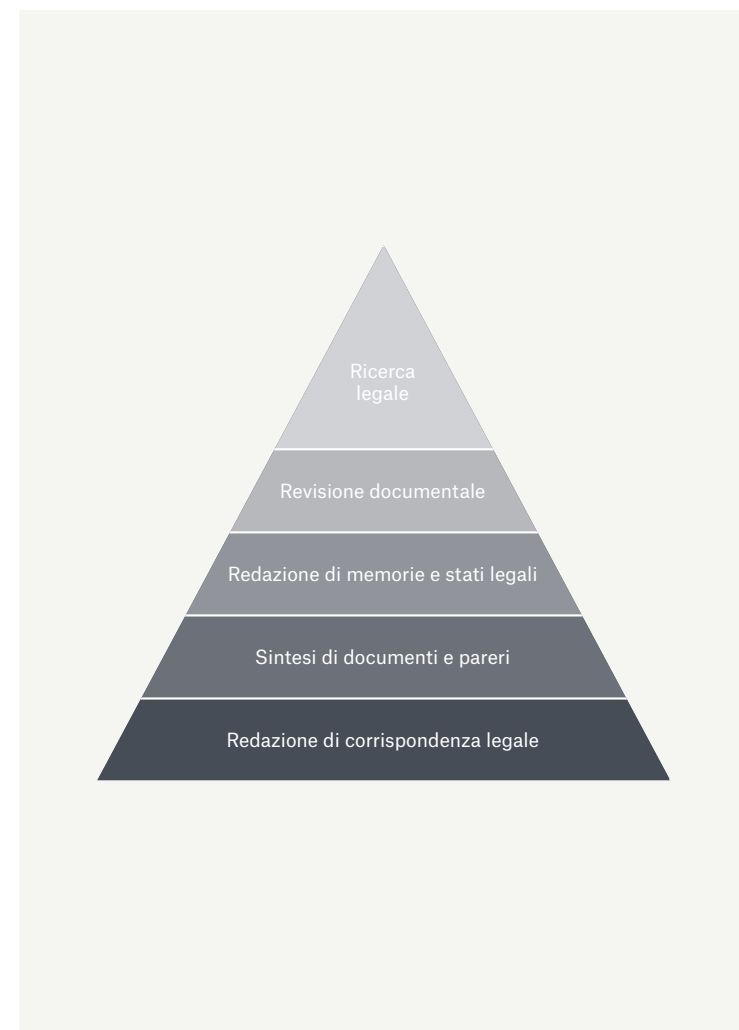 Ricerca
legale
Revisione documentale
Redazione di memorie e stati legali
Sintesi di documenti e pareri
Redazione di corrispondenza legale